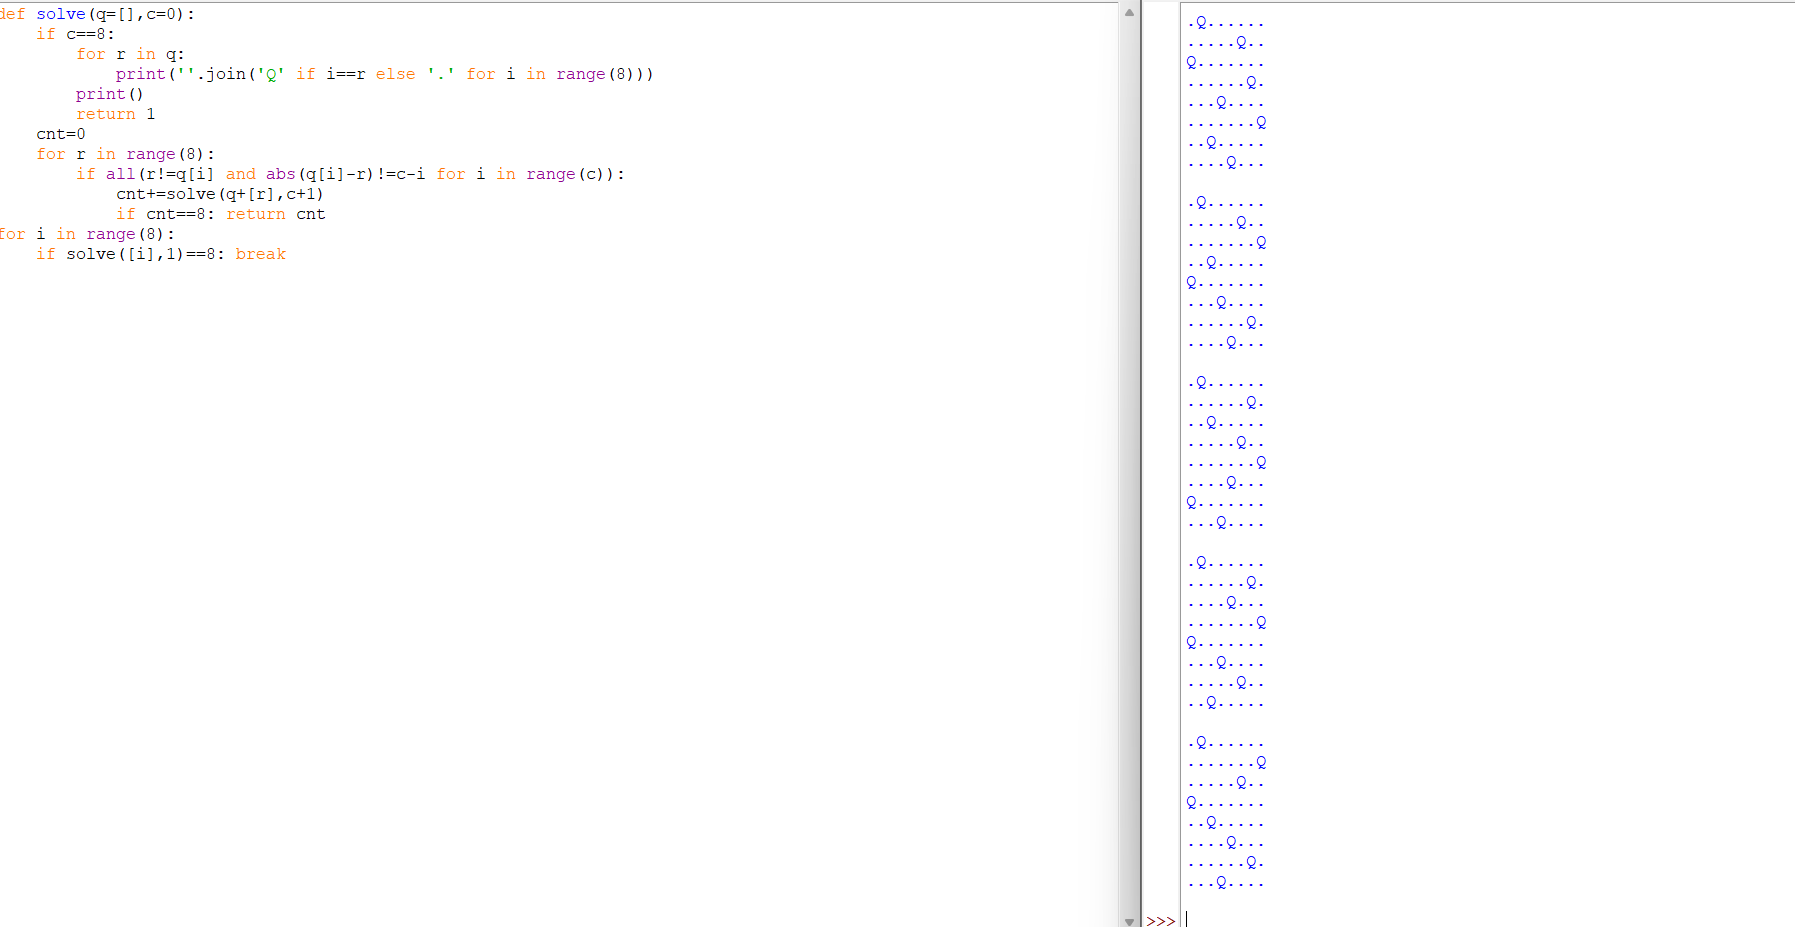 def solve(q=[],c=0):
    if c==8:
        for r in q:
            print(''.join('Q' if i==r else '.' for i in range(8)))
        print()
        return 1
    cnt=0
    for r in range(8):
        if all(r!=q[i] and abs(q[i]-r)!=c-i for i in range(c)):
            cnt+=solve(q+[r],c+1)
            if cnt==8: return cnt
for i in range(8):
    if solve([i],1)==8: break
.Q......
.....Q..
Q.......
......Q.
...Q....
.......Q
..Q.....
....Q...

.Q......
.....Q..
.......Q
..Q.....
Q.......
...Q....
......Q.
....Q...

.Q......
......Q.
..Q.....
.....Q..
.......Q
....Q...
Q.......
...Q....

.Q......
......Q.
....Q...
.......Q
Q.......
...Q....
.....Q..
..Q.....

.Q......
.......Q
.....Q..
Q.......
..Q.....
....Q...
......Q.
...Q....

>>>